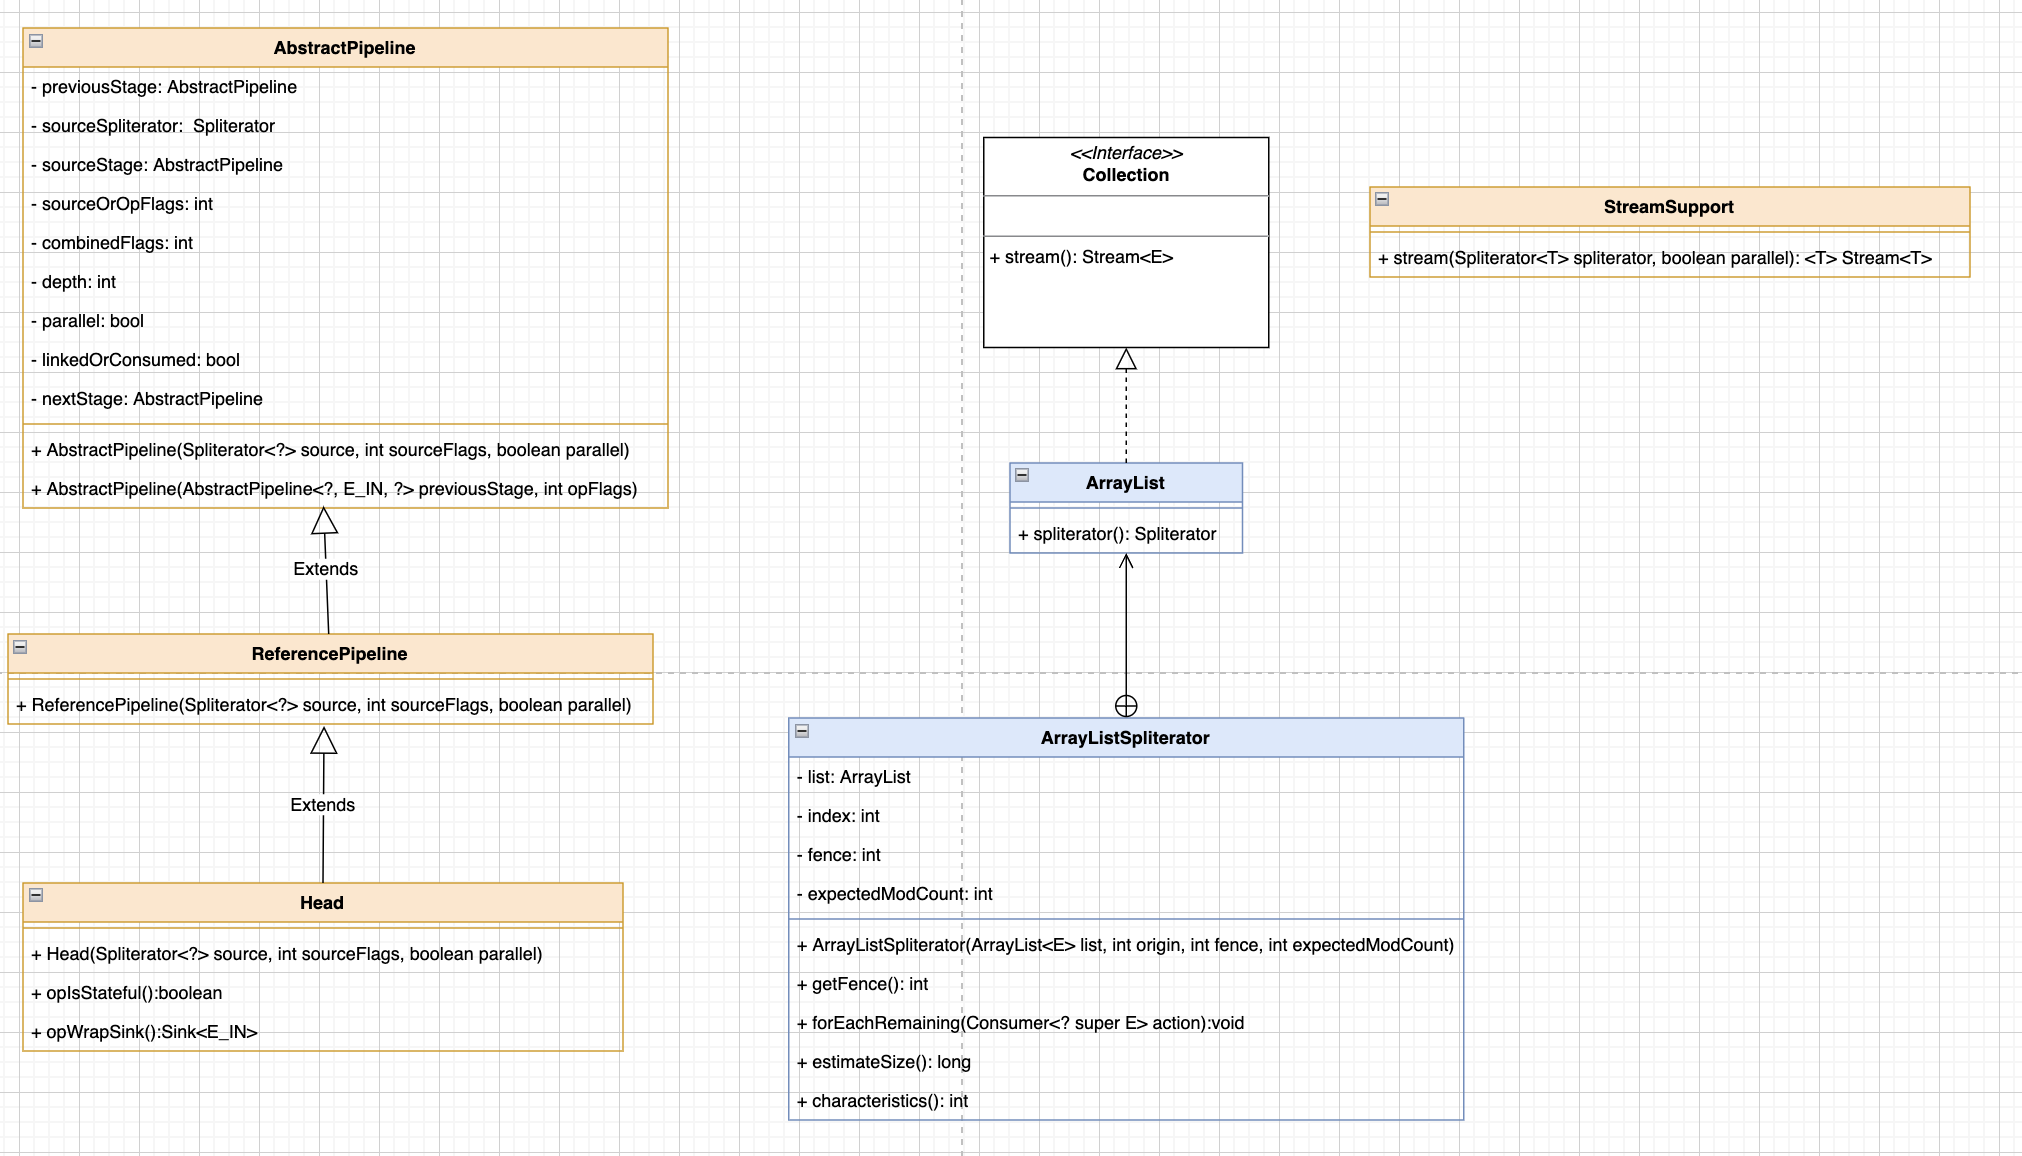 AbstractPipeline
- previousStage: AbstractPipeline
- sourceSpliterator:  Spliterator
- sourceStage: AbstractPipeline
- sourceOrOpFlags: int
- combinedFlags: int
- depth: int
- parallel: bool
- linkedOrConsumed: bool
- nextStage: AbstractPipeline
+ AbstractPipeline(Spliterator<?> source, int sourceFlags, boolean parallel)
+ AbstractPipeline(AbstractPipeline<?, E_IN, ?> previousStage, int opFlags)
Extends
ReferencePipeline
+ ReferencePipeline(Spliterator<?> source, int sourceFlags, boolean parallel)
Extends
Head
+ Head(Spliterator<?> source, int sourceFlags, boolean parallel)
+ opIsStateful():boolean
+ opWrapSink():Sink<E_IN>
<<Interface>>
Collection
+ stream(): Stream<E>
ArrayList
+ spliterator(): Spliterator
ArrayListSpliterator
- list: ArrayList
- index: int
- fence: int
- expectedModCount: int
+ ArrayListSpliterator(ArrayList<E> list, int origin, int fence, int expectedModCount)
+ getFence(): int
+ forEachRemaining(Consumer<? super E> action):void
+ estimateSize(): long
+ characteristics(): int
StreamSupport
+ stream(Spliterator<T> spliterator, boolean parallel): <T> Stream<T>